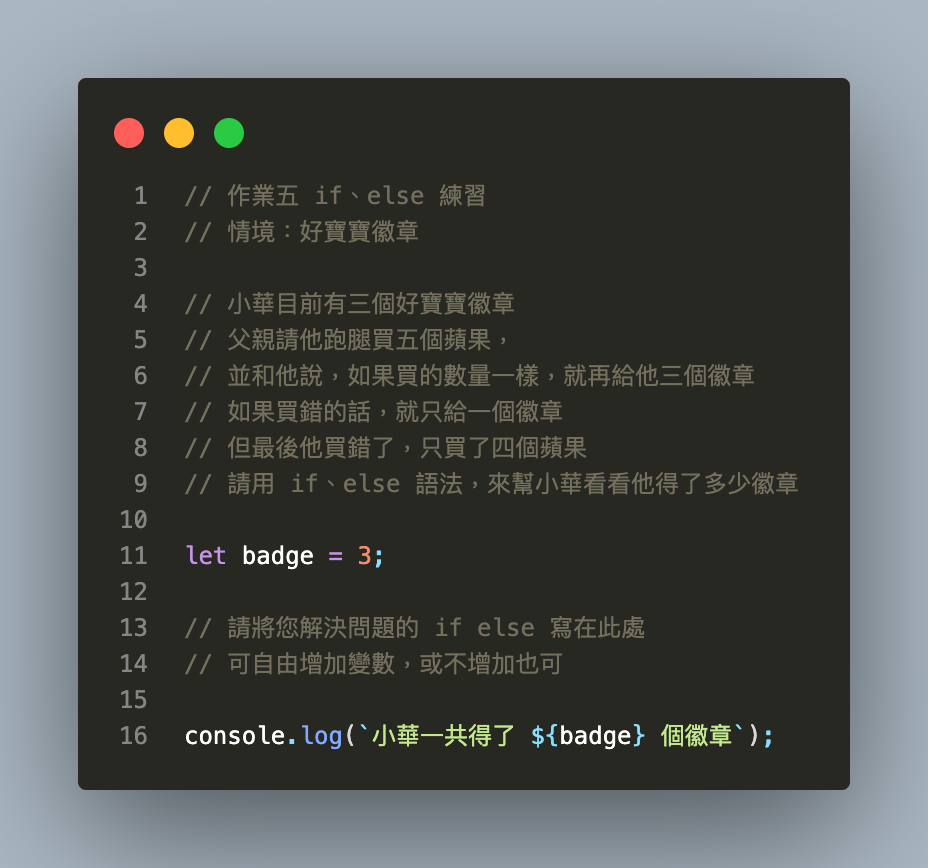 1 // 作業五 if、else 練習
2 // 情境：好寶寶徽章
3
4 // 小華目前有三個好寶寶徽章
5 // 父親請他跑腿買五個蘋果，
6 // 並和他說，如果買的數量一樣，就再給他三個徽章
7 // 如果買錯的話，就只給一個徽章
8 // 但最後他買錯了，只買了四個蘋果
9 // 請用 if、else 語法，來幫小華看看他得了多少徽章
10
11 let badge = 3;
12
13 // 請將您解決問題的 if else 寫在此處
14 // 可自由增加變數，或不增加也可
15
16 console.log(`小華一共得了 ${badge} 個徽章`);